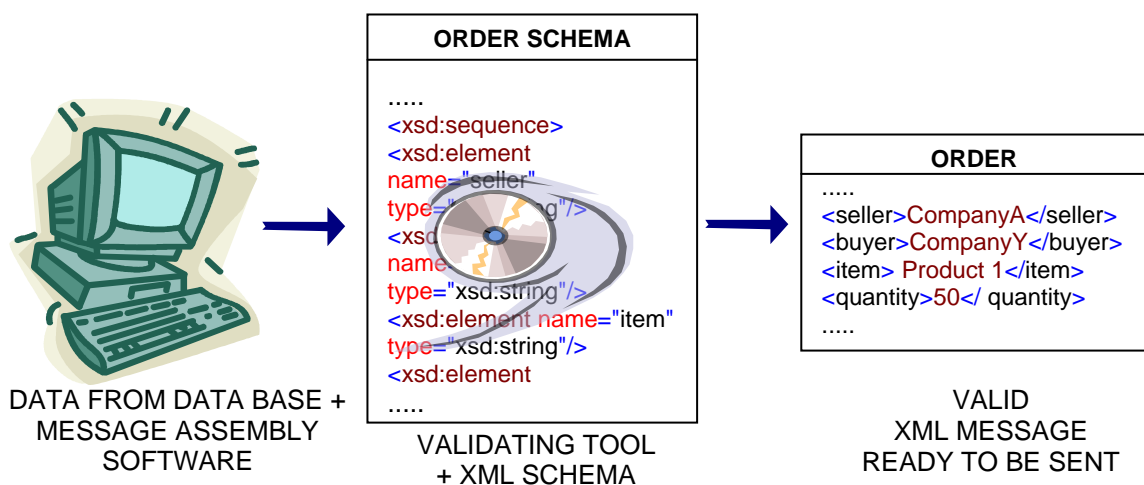 ORDER SCHEMA
.....
<xsd:sequence>
<xsd:element
name="seller"
type=" g"/>
<xsd
name=
type="xsd:string"/>
<xsd:element name="item"
type="xsd:string"/>
<xsd:element
.....
ORDER
.....
<seller>CompanyA</seller>
<buyer>CompanyY</buyer>
<item> Product 1</item>
<quantity>50</ quantity>
.....
DATA FROM DATA BASE +
MESSAGE ASSEMBLY
SOFTWARE
VALIDATING TOOL
+ XML SCHEMA
VALID
XML MESSAGE
READY TO BE SENT